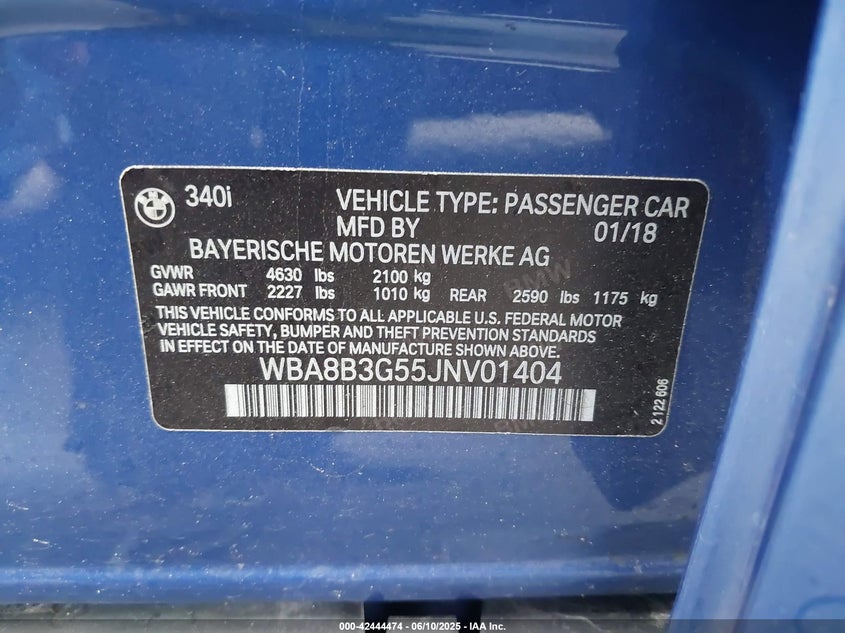 340i VEHICLE TYPE: PASSENGER CAR
MFD BY 01/18
BAYERISCHE MOTOREN WERKE AG
GVWR 4630 lbs 2100 kg
GAWR FRONT 2227 lbs 1010 kg REAR 2590 lbs 1175 kg
THIS VEHICLE CONFORMS TO ALL APPLICABLE U.S. FEDERAL MOTOR
VEHICLE SAFETY, BUMPER AND THEFT PREVENTION STANDARDS
IN EFFECT ON THE DATE OF MANUFACTURE SHOWN ABOVE.
WBA8B3G55JNV01404
2 122 606
000-42444474 | 06/10/2025 - IAA Inc.